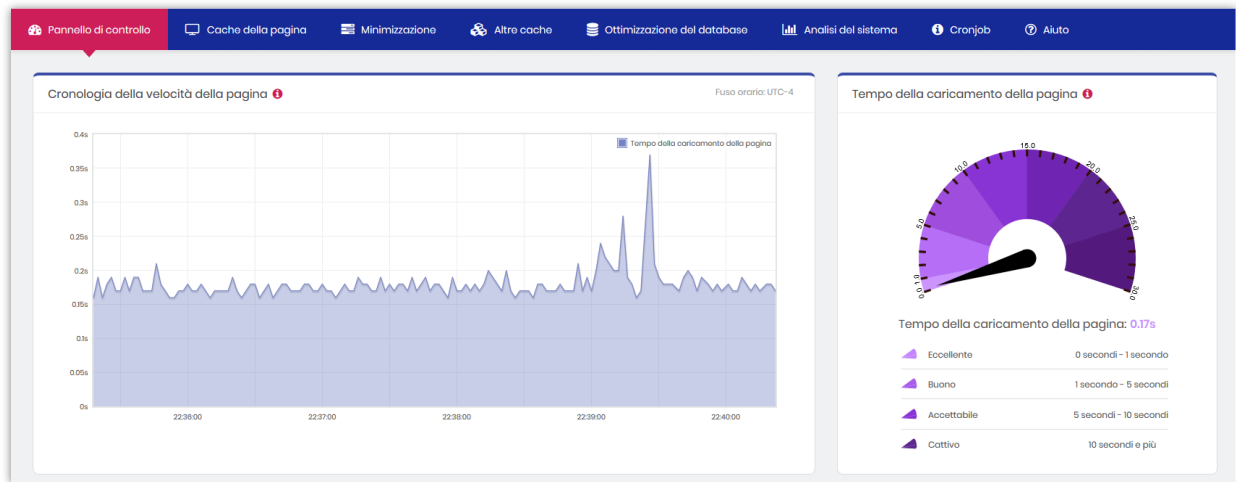 Pannello di controllo Cache della pagina Minimizzazione Altre cache Ottimizzazione del database Analisi del sistema Cronjob Aiuto
Cronologia della velocità della pagina Fuso orario: UTC-4
Tempo della caricamento della pagina
0.4s
0.35s
0.3s
0.25s
0.2s
0.15s
0.1s
0.05s
0s
22:36:00 22:37:00 22:38:00 22:39:00 22:40:00
Tempo della caricamento della pagina
0.0
1.0
5.0
10.0
15.0
20.0
25.0
30.0
Tempo della caricamento della pagina: 0.17s
Eccellente 0 secondi - 1 secondo
Buono 1 secondo - 5 secondi
Accettabile 5 secondi - 10 secondi
Cattivo 10 secondi e più